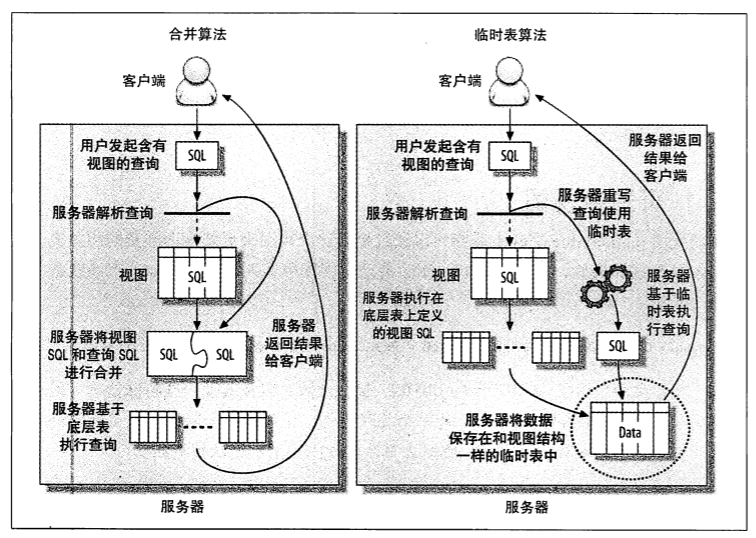 合并算法
客户端
用户发起含有
视图的查询
SQL
服务器解析查询
视图
SQL
服务器将视图
SQL 和查询 SQL
进行合并
SQL
SQL
服务器
返回结果
给客户端
服务器基于
底层表
执行查询
服务器
临时表算法
客户端
用户发起含有
视图的查询
SQL
服务器返回
结果给
客户端
服务器解析查询
服务器重写
查询使用
临时表
视图
SQL
服务器执行在
底层表上定义
的视图 SQL
服务器
基于临时
表执
行查询
SQL
服务器将数据
保存在和视图结构
一样的临时表中
Data
服务器